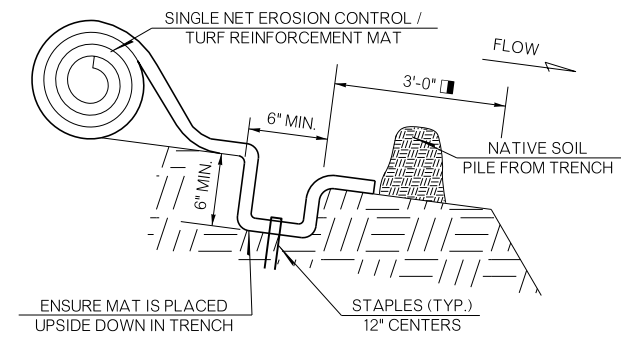 SINGLE NET EROSION CONTROL /
TURF REINFORCEMENT MAT
FLOW
3'-0"
6" MIN.
NATIVE SOIL
PILE FROM TRENCH
6" MIN.
ENSURE MAT IS PLACED
UPSIDE DOWN IN TRENCH
STAPLES (TYP.)
12" CENTERS